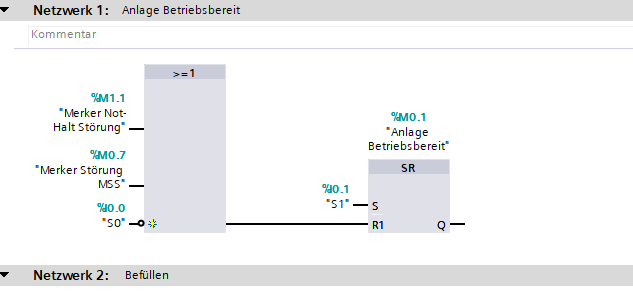 Netzwerk 1: Anlage Betriebsbereit
Kommentar
>=1
%M1.1
"Merker Not-
Halt Störung"
%M0.7
"Merker Störung
MSS"
%I0.0
"S0"
%M0.1
"Anlage
Betriebsbereit"
SR
%I0.1
"S1"
S
R1
Q
Netzwerk 2: Befüllen